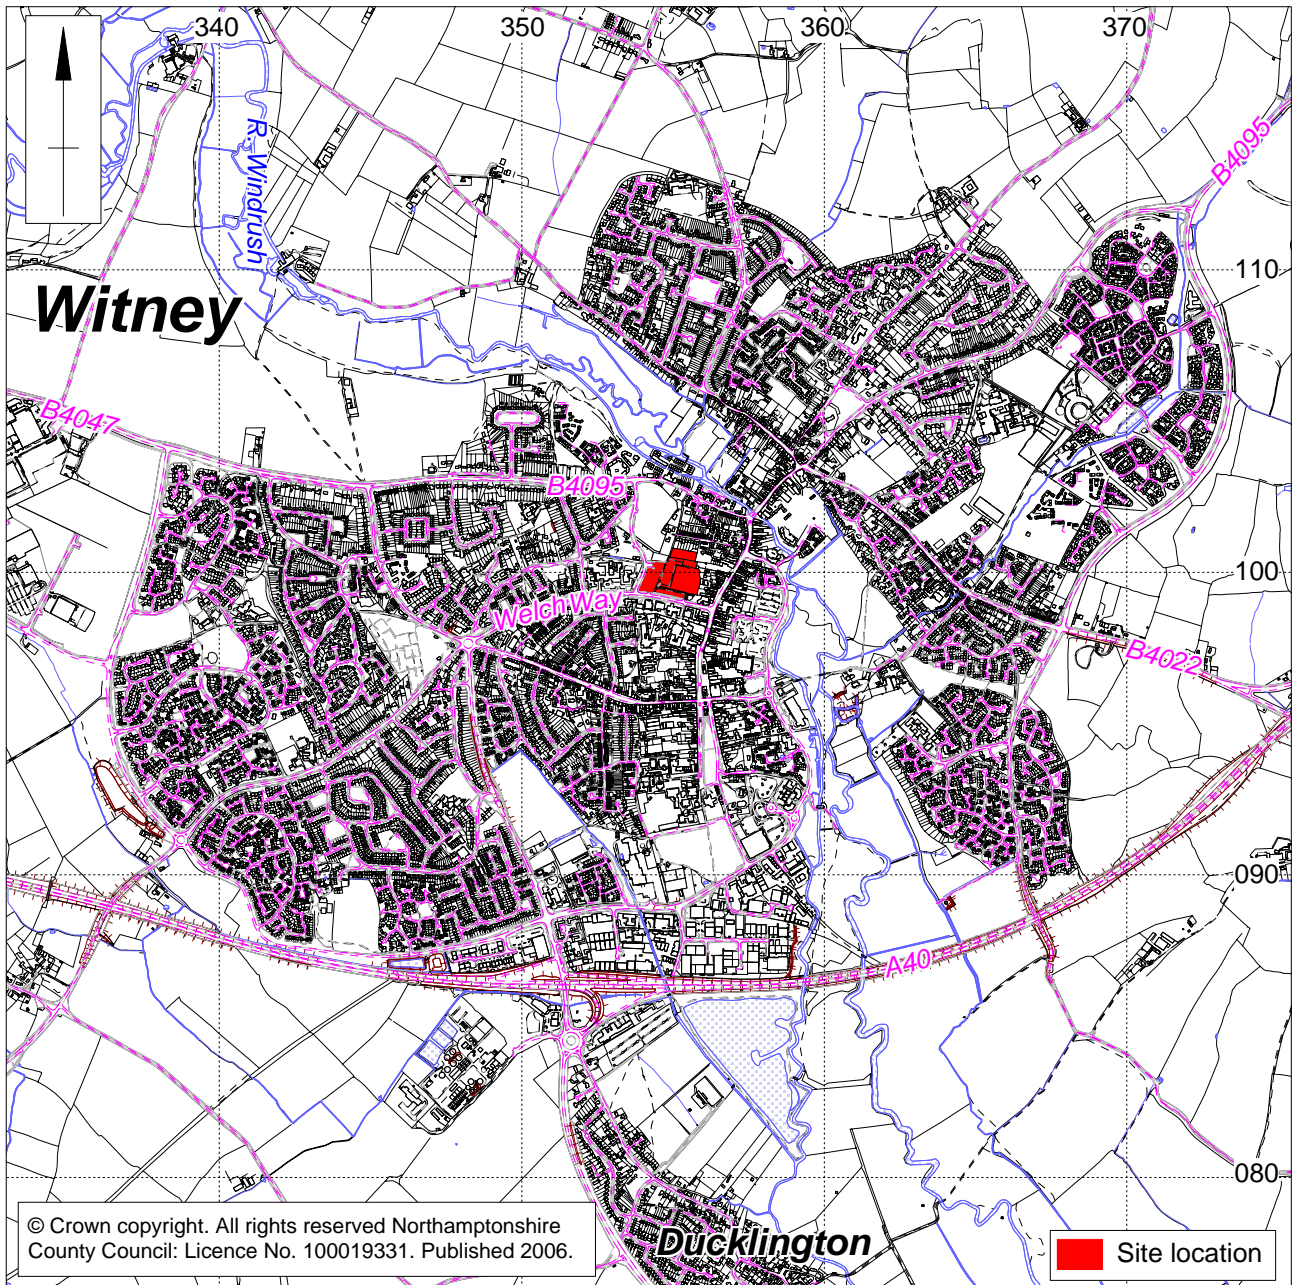 340
350
360
370
B4095
R. Windrush
110
Witney
B4047
B4095
100
Welch Way
B4022
090
A40
080
© Crown copyright. All rights reserved Northamptonshire
County Council: Licence No. 100019331. Published 2006.
Ducklington
Site location